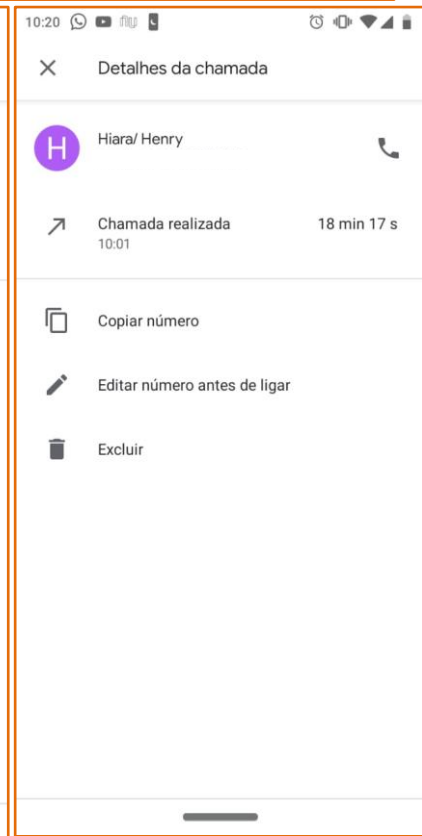 10:20
Detalhes da chamada
H
Hiara/ Henry
Chamada realizada 18 min 17 s
10:01
Copiar número
Editar número antes de ligar
Excluir